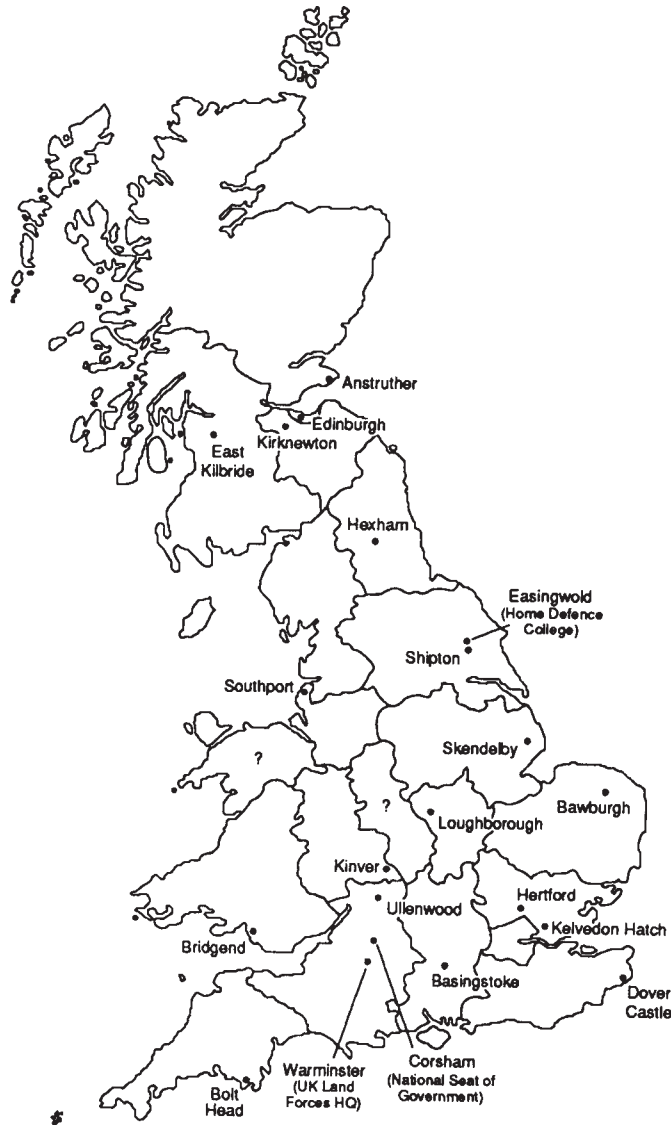 Anstruther
Edinburgh
Kirknewton
East
Kilbride
Hexham
Easingwold
(Home Defence
College)
Shipton
Southport
Skendelby
?
?
Bawburgh
Loughborough
Kinver
Ullenwood
Hertford
Kelvedon Hatch
Bridgend
Basingstoke
Dover
Castle
Warminster
(UK Land
Forces HQ)
Corsham
(National Seat of
Government)
Bolt
Head